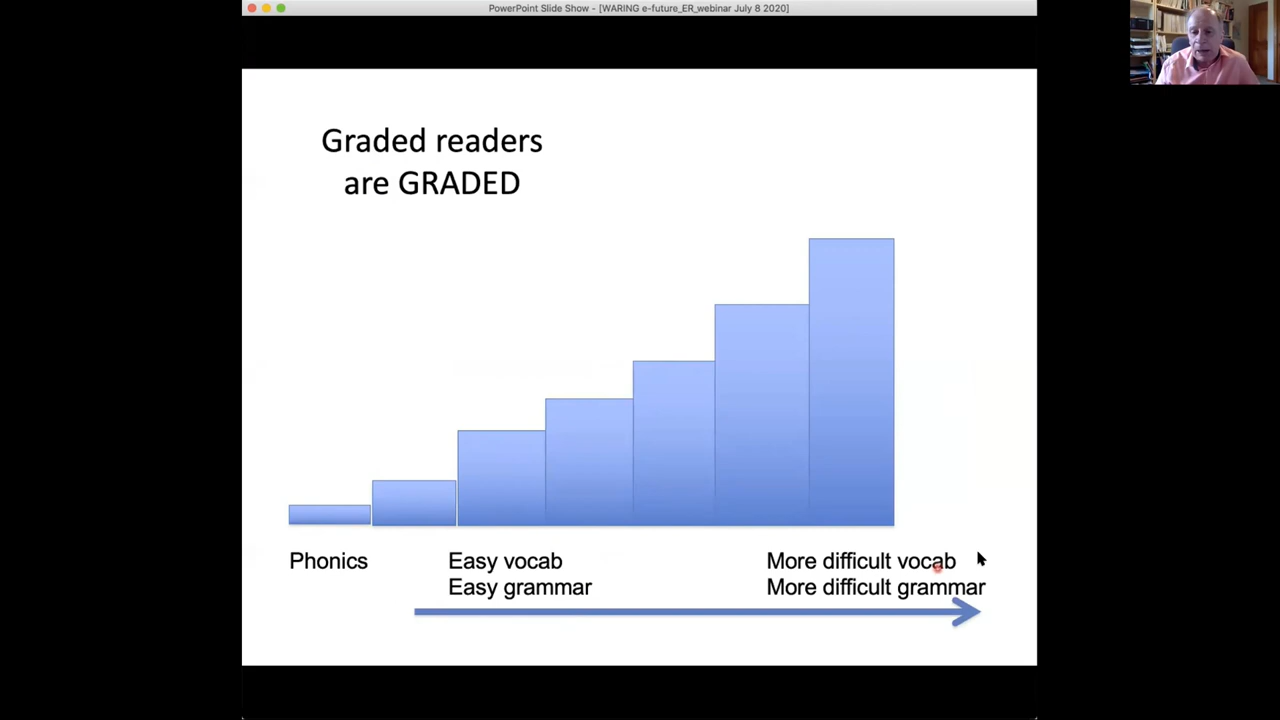 PowerPoint Slide Show - [WARING e-future_ER_webinar July 8 2020]
Graded readers
are GRADED
Phonics
Easy vocab
Easy grammar
More difficult vocab
More difficult grammar